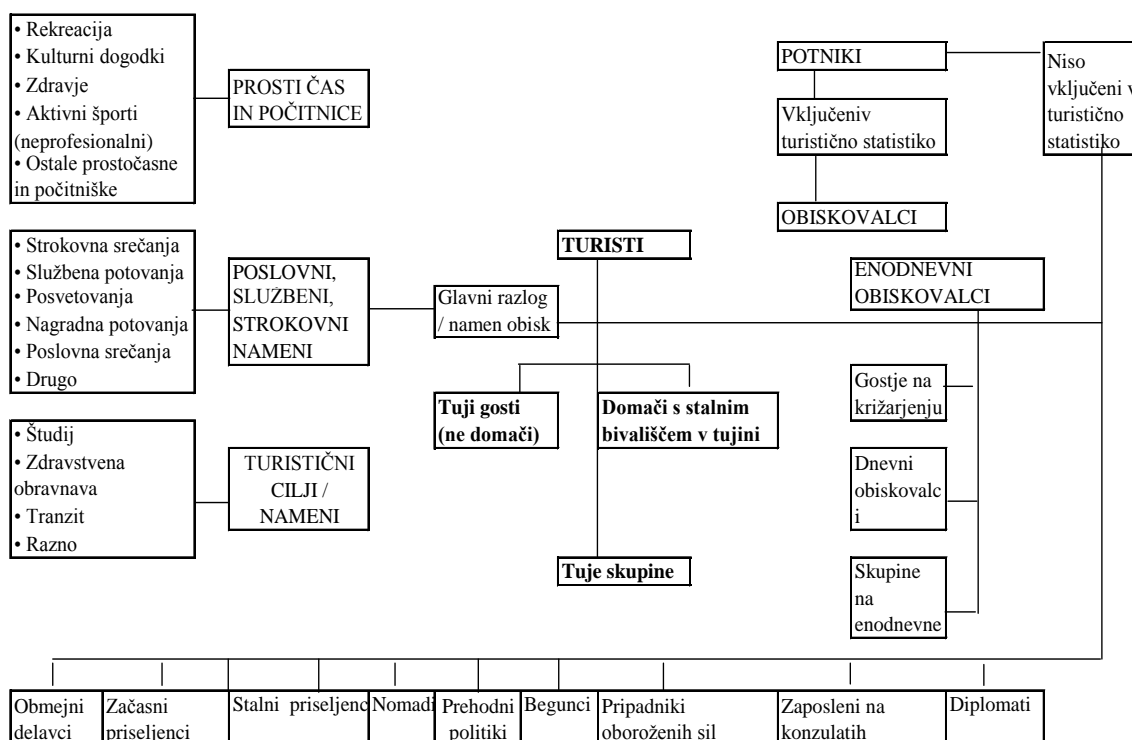 • Rekreacija
• Kulturni dogodki
• Zdravje
• Aktivni športi
(neprofesionalni)
• Ostale prostočasne
in počitniške
PROSTI ČAS
IN POČITNICE
POTNIKI
Vključeniv
turistično statistiko
OBISKOVALCI
Niso
vključeni v
turistično
statistiko
• Strokovna srečanja
• Službena potovanja
• Posvetovanja
• Nagradna potovanja
• Poslovna srečanja
• Drugo
POSLOVNI,
SLUŽBENI,
STROKOVNI
NAMENI
Glavni razlog
/ namen obisk
TURISTI
ENODNEVNI
OBISKOVALCI
Tuji gosti
(ne domači)
Domači s stalnim
bivališčem v tujini
Gostje na
križarjenju
• Študij
• Zdravstvena
obravnava
• Tranzit
• Razno
TURISTIČNI
CILJI /
NAMENI
Dnevni
obiskovalc
i
Tuje skupine
Skupine
na
enodnevne
Obmejni
delavci
Začasni
priseljenci
Stalni priseljenc
Nomadi
Prehodni
politiki
Begunci
Pripadniki
oboroženih sil
Zaposleni na
konzulatih
Diplomati